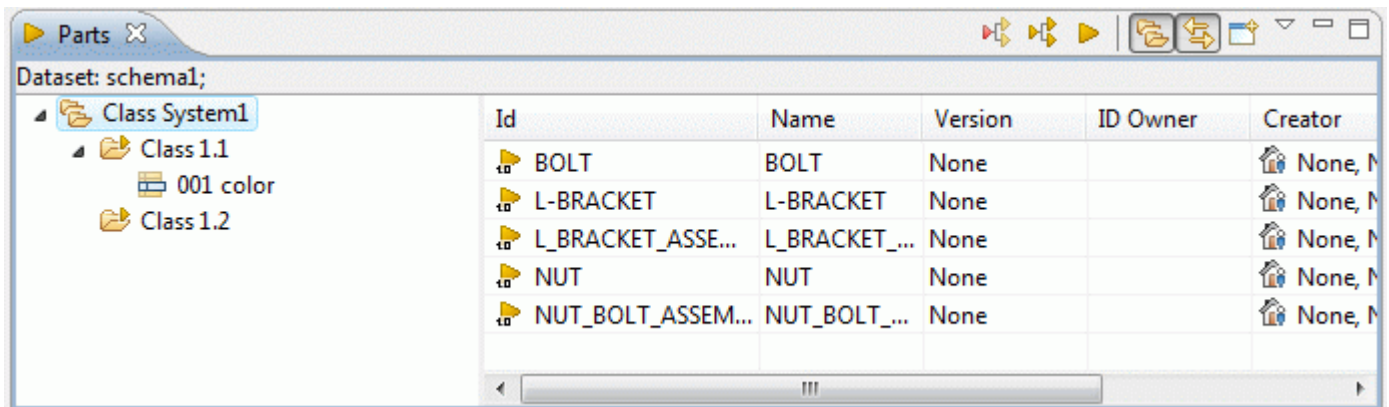 Parts
Dataset: schema1;
Class System1
Class 1.1
001 color
Class 1.2
Id Name Version ID Owner Creator
BOLT BOLT None None,
L-BRACKET L-BRACKET None None,
L_BRACKET_ASSE... L_BRACKET_... None None,
NUT NUT None None,
NUT_BOLT_ASSEM... NUT_BOLT_... None None,